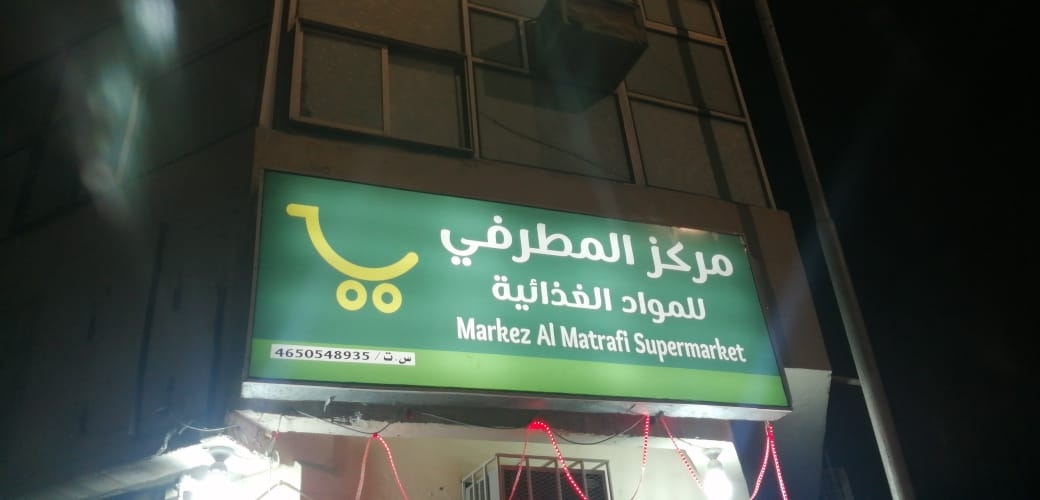 مركز المطرفي
للمواد الغذائية
Markez Al Matrafi Supermarket
س.ت/ 4650548935